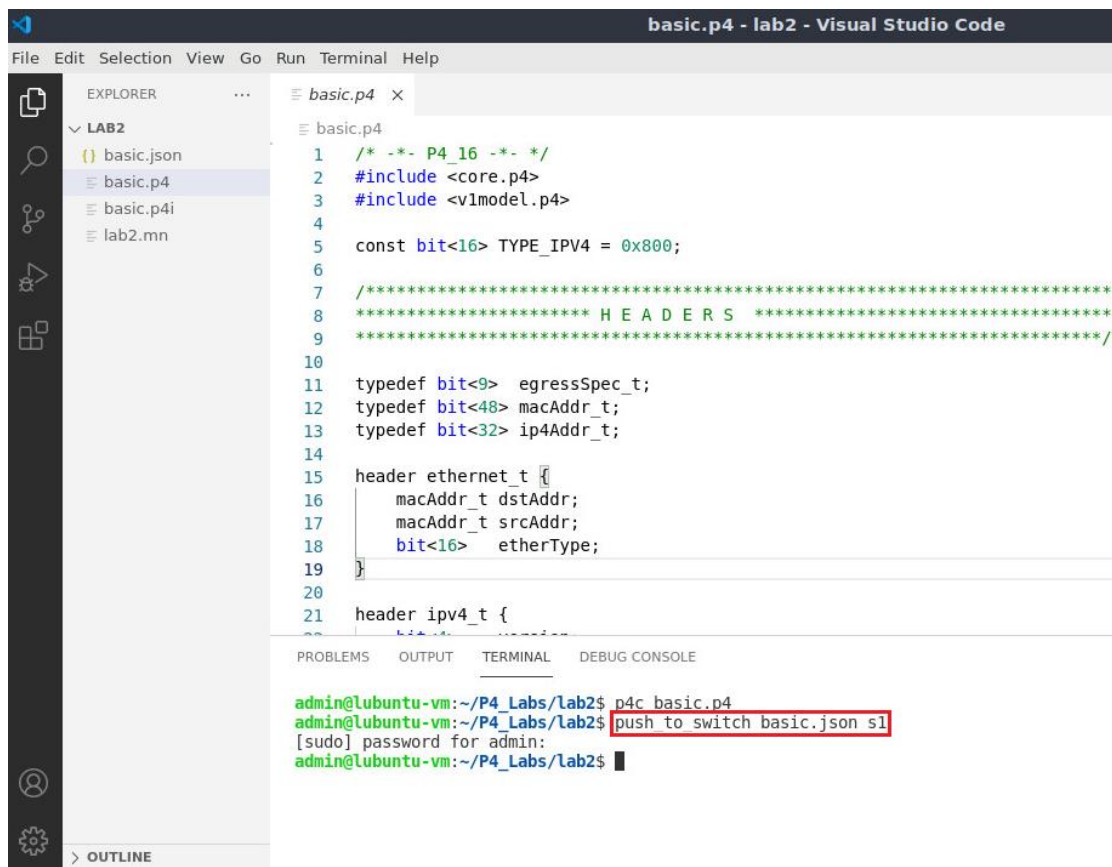 basic.p4 - lab2 - Visual Studio Code
File Edit Selection View Go Run Terminal Help
EXPLORER ...
LAB2
{} basic.json
basic.p4
basic.p4i
lab2.mn
OUTLINE
basic.p4 ×
basic.p4
1 /* -*- P4_16 -*- */
2 #include <core.p4>
3 #include <v1model.p4>
4
5 const bit<16> TYPE_IPV4 = 0x800;
6
7 /*************************************************************************
8 *********************** H E A D E R S ***********************************
9 *************************************************************************/
10
11 typedef bit<9> egressSpec_t;
12 typedef bit<48> macAddr_t;
13 typedef bit<32> ip4Addr_t;
14
15 header ethernet_t {
16 macAddr_t dstAddr;
17 macAddr_t srcAddr;
18 bit<16> etherType;
19 }
20
21 header ipv4_t {
PROBLEMS OUTPUT TERMINAL DEBUG CONSOLE
admin@lubuntu-vm:~/P4_Labs/lab2$ p4c basic.p4
admin@lubuntu-vm:~/P4_Labs/lab2$ push_to_switch basic.json s1
[sudo] password for admin:
admin@lubuntu-vm:~/P4_Labs/lab2$